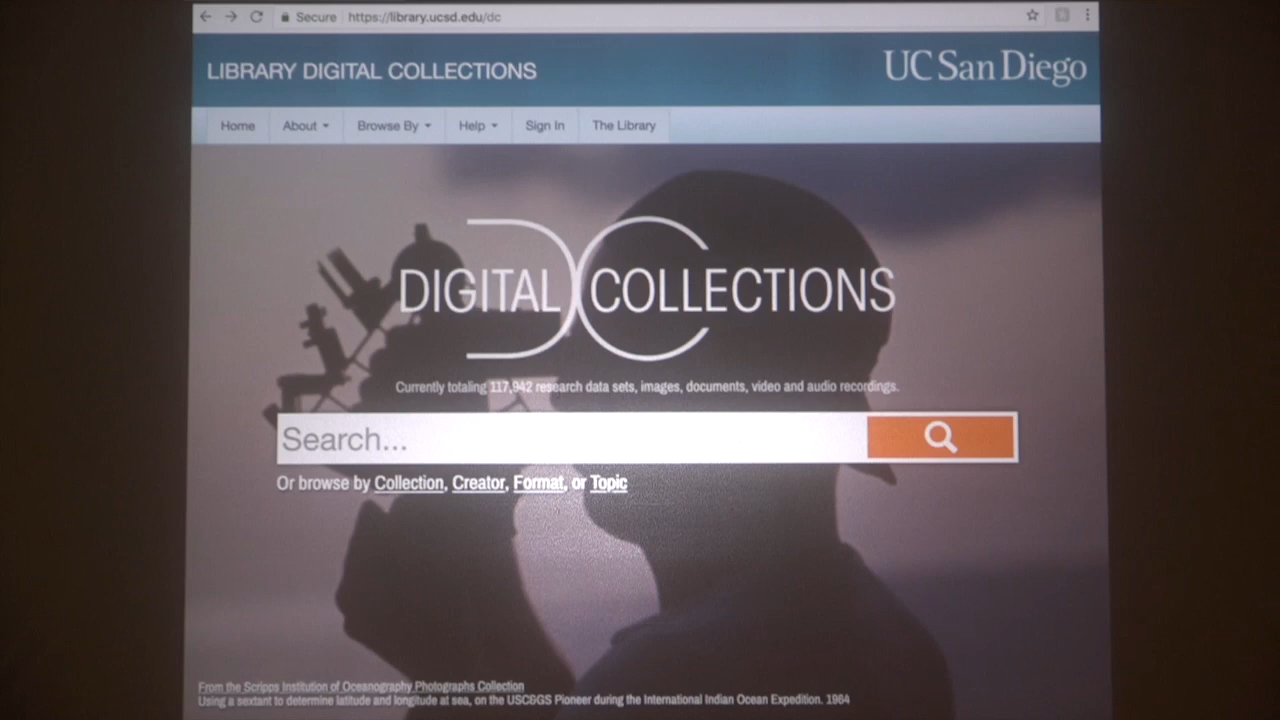 Secure https://library.ucsd.edu/dc
LIBRARY DIGITAL COLLECTIONS
UC San Diego
Home About Browse By Help Sign In The Library
DC
DIGITAL COLLECTIONS
Currently totaling 117,942 research data sets, images, documents, video and audio recordings.
Search...
Or browse by Collection, Creator, Format, or Topic
From the Scripps Institution of Oceanography Photographs Collection
Using a sextant to determine latitude and longitude at sea, on the USC&GS Pioneer during the International Indian Ocean Expedition. 1964